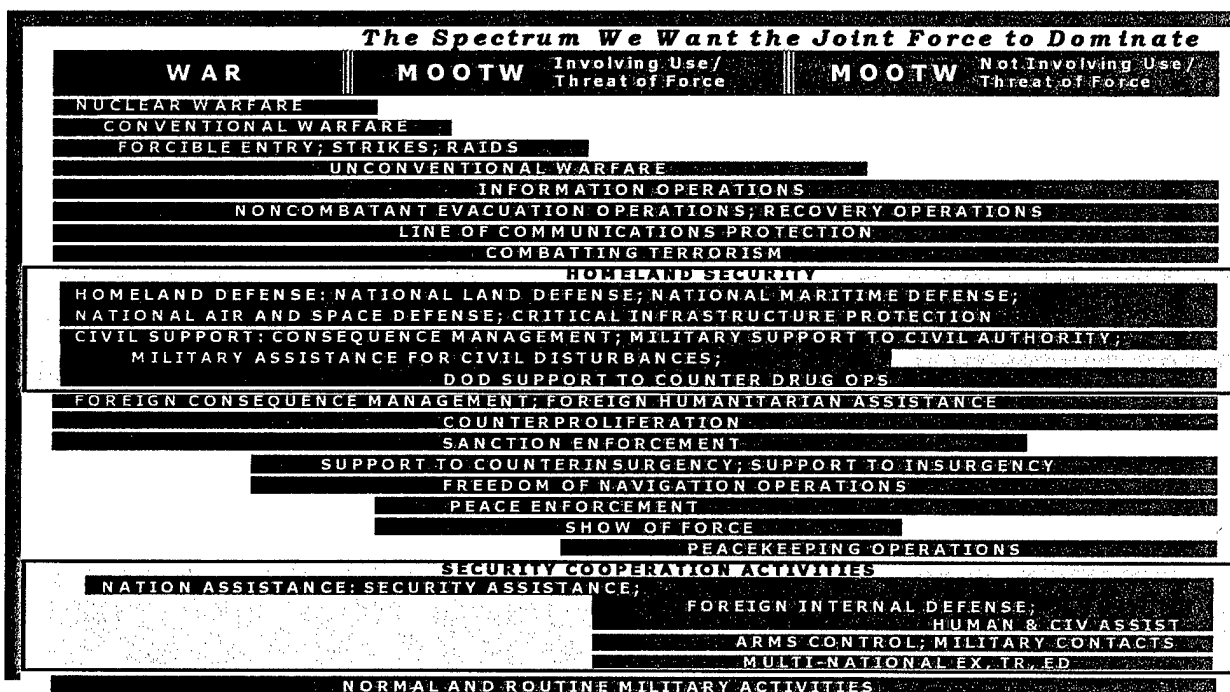 The Spectrum We Want the Joint Force to Dominate
WAR
MOOTW Involving Use/
Threat of Force
MOOTW Not Involving Use/
Threat of Force
NUCLEAR WARFARE
CONVENTIONAL WARFARE
FORCIBLE ENTRY; STRIKES; RAIDS
UNCONVENTIONAL WARFARE
INFORMATION OPERATIONS
NONCOMBATANT EVACUATION OPERATIONS; RECOVERY OPERATIONS
LINE OF COMMUNICATIONS PROTECTION
COMBATTING TERRORISM
HOMELAND SECURITY
HOMELAND DEFENSE: NATIONAL LAND DEFENSE; NATIONAL MARITIME DEFENSE;
NATIONAL AIR AND SPACE DEFENSE; CRITICAL INFRASTRUCTURE PROTECTION
CIVIL SUPPORT: CONSEQUENCE MANAGEMENT; MILITARY SUPPORT TO CIVIL AUTHORITY;
MILITARY ASSISTANCE FOR CIVIL DISTURBANCES;
DOD SUPPORT TO COUNTER DRUG OPS
FOREIGN CONSEQUENCE MANAGEMENT; FOREIGN HUMANITARIAN ASSISTANCE
COUNTERPROLIFERATION
SANCTION ENFORCEMENT
SUPPORT TO COUNTERINSURGENCY; SUPPORT TO INSURGENCY
FREEDOM OF NAVIGATION OPERATIONS
PEACE ENFORCEMENT
SHOW OF FORCE
PEACEKEEPING OPERATIONS
SECURITY COOPERATION ACTIVITIES
NATION ASSISTANCE: SECURITY ASSISTANCE;
FOREIGN INTERNAL DEFENSE;
HUMAN & CIV ASSIST
ARMS CONTROL; MILITARY CONTACTS
MULTI-NATIONAL EX, TR, ED
NORMAL AND ROUTINE MILITARY ACTIVITIES